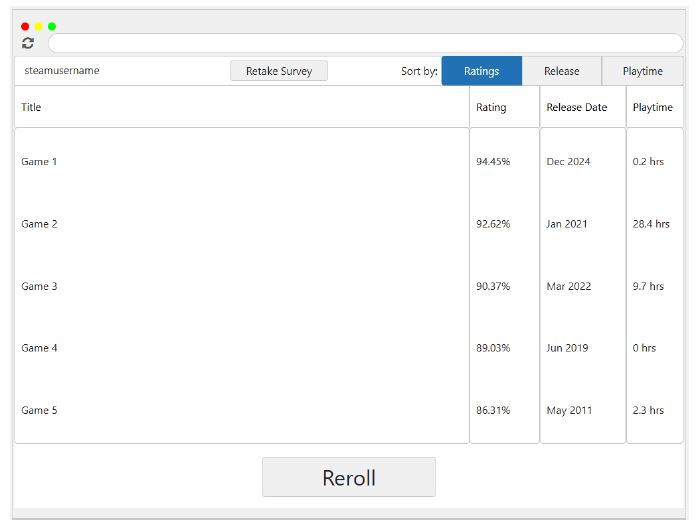 steamusername Retake Survey Sort by: Ratings Release Playtime
Title Rating Release Date Playtime
Game 1 94.45% Dec 2024 0.2 hrs
Game 2 92.62% Jan 2021 28.4 hrs
Game 3 90.37% Mar 2022 9.7 hrs
Game 4 89.03% Jun 2019 0 hrs
Game 5 86.31% May 2011 2.3 hrs
Reroll